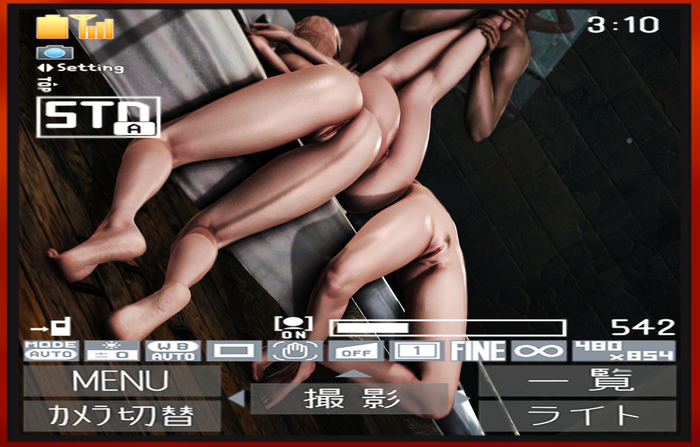 3:10
Setting
TOP
STD
A
ON
542
MODE AUTO
±0
WB AUTO
OFF
1
FINE
∞
480×854
MENU
一覧
撮影
カメラ切替
ライト